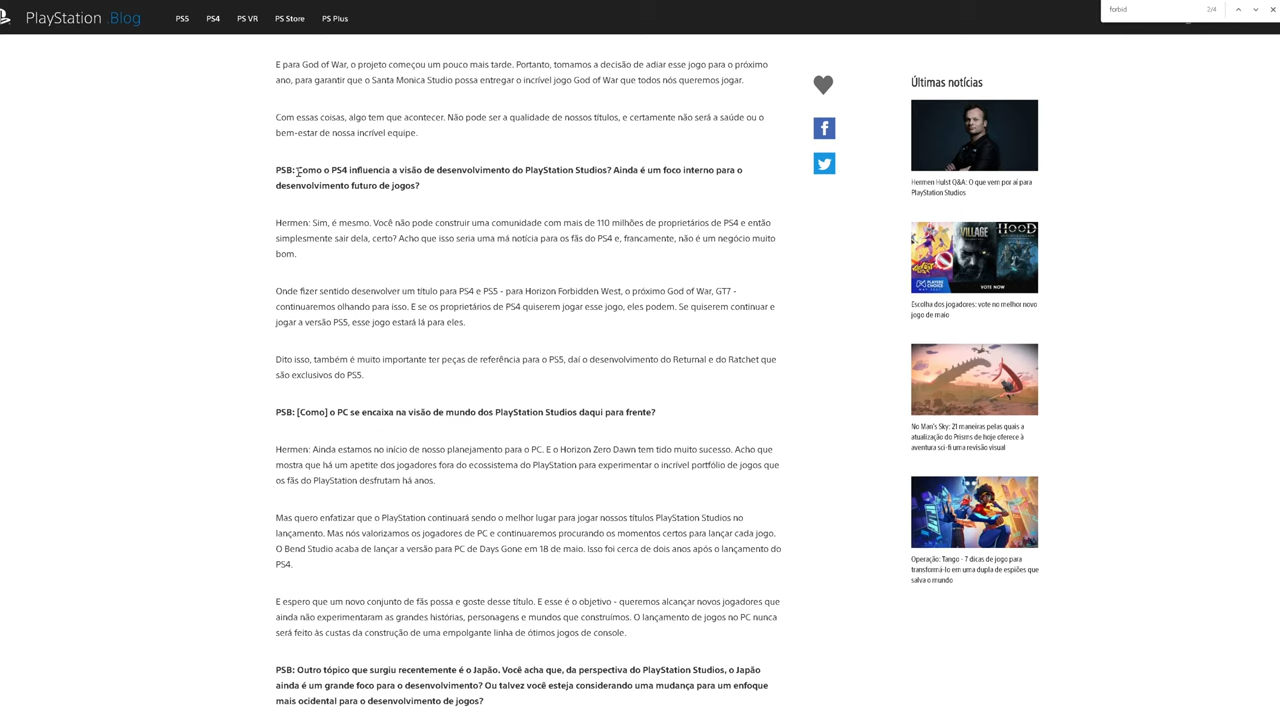 PlayStation.Blog
PS5
PS4
PS VR
PS Store
PS Plus
forbid
2/4
E para God of War, o projeto começou um pouco mais tarde. Portanto, tomamos a decisão de adiar esse jogo para o próximo
ano, para garantir que o Santa Monica Studio possa entregar o incrível jogo God of War que todos nós queremos jogar.
Com essas coisas, algo tem que acontecer. Não pode ser a qualidade de nossos títulos, e certamente não será a saúde ou o
bem-estar de nossa incrível equipe.
PSB: Como o PS4 influencia a visão de desenvolvimento do PlayStation Studios? Ainda é um foco interno para o
desenvolvimento futuro de jogos?
Hermen: Sim, é mesmo. Você não pode construir uma comunidade com mais de 110 milhões de proprietários de PS4 e então
simplesmente sair dela, certo? Acho que isso seria uma má notícia para os fãs do PS4 e, francamente, não é um negócio muito
bom.
Onde fizer sentido desenvolver um título para PS4 e PS5 - para Horizon Forbidden West, o próximo God of War, GT7 -
continuaremos olhando para isso. E se os proprietários de PS4 quiserem jogar esse jogo, eles podem. Se quiserem continuar e
jogar a versão PS5, esse jogo estará lá para eles.
Dito isso, também é muito importante ter peças de referência para o PS5, daí o desenvolvimento do Returnal e do Ratchet que
são exclusivos do PS5.
PSB: [Como] o PC se encaixa na visão de mundo dos PlayStation Studios daqui para frente?
Hermen: Ainda estamos no início de nosso planejamento para o PC. E o Horizon Zero Dawn tem tido muito sucesso. Acho que
mostra que há um apetite dos jogadores fora do ecossistema do PlayStation para experimentar o incrível portfólio de jogos que
os fãs do PlayStation desfrutam há anos.
Mas quero enfatizar que o PlayStation continuará sendo o melhor lugar para jogar nossos títulos PlayStation Studios no
lançamento. Mas nós valorizamos os jogadores de PC e continuaremos procurando os momentos certos para lançar cada jogo.
O Bend Studio acaba de lançar a versão para PC de Days Gone em 18 de maio. Isso foi cerca de dois anos após o lançamento do
PS4.
E espero que um novo conjunto de fãs possa e goste desse título. E esse é o objetivo - queremos alcançar novos jogadores que
ainda não experimentaram as grandes histórias, personagens e mundos que construímos. O lançamento de jogos no PC nunca
será feito às custas da construção de uma empolgante linha de ótimos jogos de console.
PSB: Outro tópico que surgiu recentemente é o Japão. Você acha que, da perspectiva do PlayStation Studios, o Japão
ainda é um grande foco para o desenvolvimento? Ou talvez você esteja considerando uma mudança para um enfoque
mais ocidental para o desenvolvimento de jogos?
Últimas notícias
Hermen Hulst Q&A: O que vem por aí para
PlayStation Studios
VILLAGE
HOOD
PLAYERS
CHOICE
VOTE NOW
Escolha dos jogadores: vote no melhor novo
jogo de maio
No Man's Sky: 21 maneiras pelas quais a
atualização do Prisms de hoje oferece à
aventura sci-fi uma revisão visual
Operação: Tango - 7 dicas de jogo para
transformá-lo em uma dupla de espiões que
salva o mundo